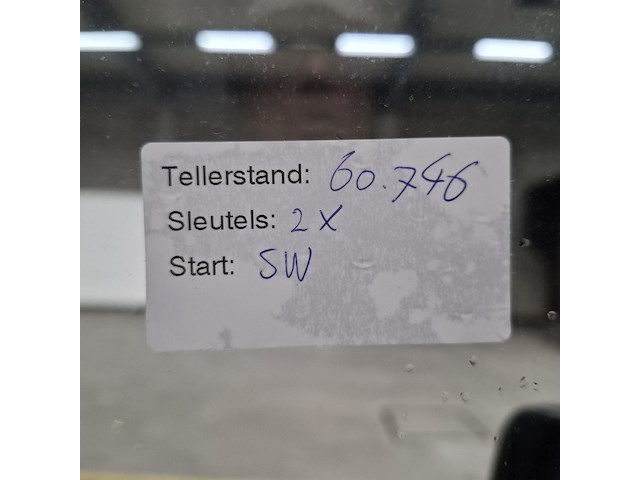 Tellerstand: 60.746
Sleutels: 2 X
Start: SW